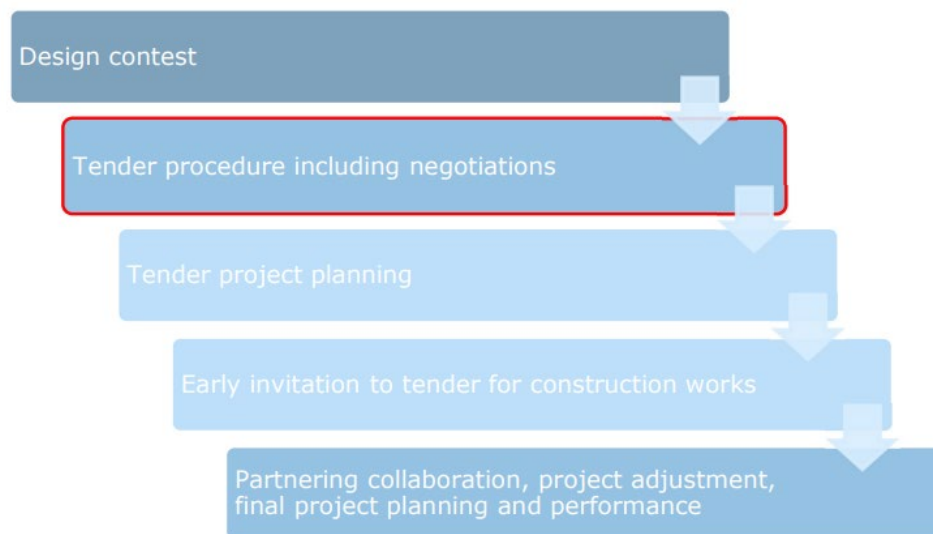 Design contest
Tender procedure including negotiations
Tender project planning
Early invitation to tender for construction works
Partnering collaboration, project adjustment,
final project planning and performance